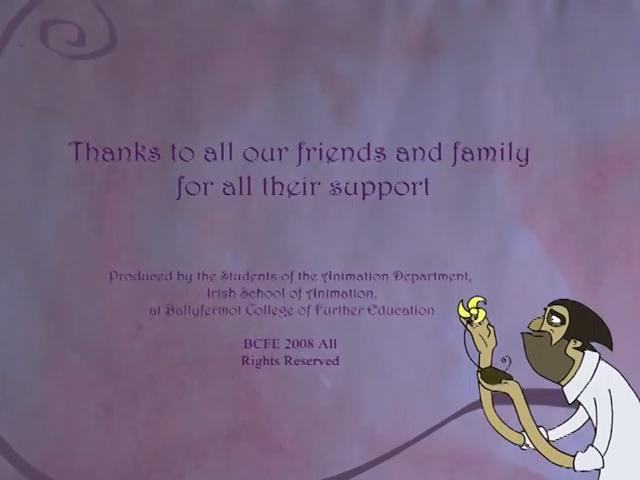 Thanks to all our friends and family
for all their support
Produced by the Students of the Animation Department,
Irish School of Animation,
at Ballyfermot College of Further Education
BCFE 2008 All
Rights Reserved